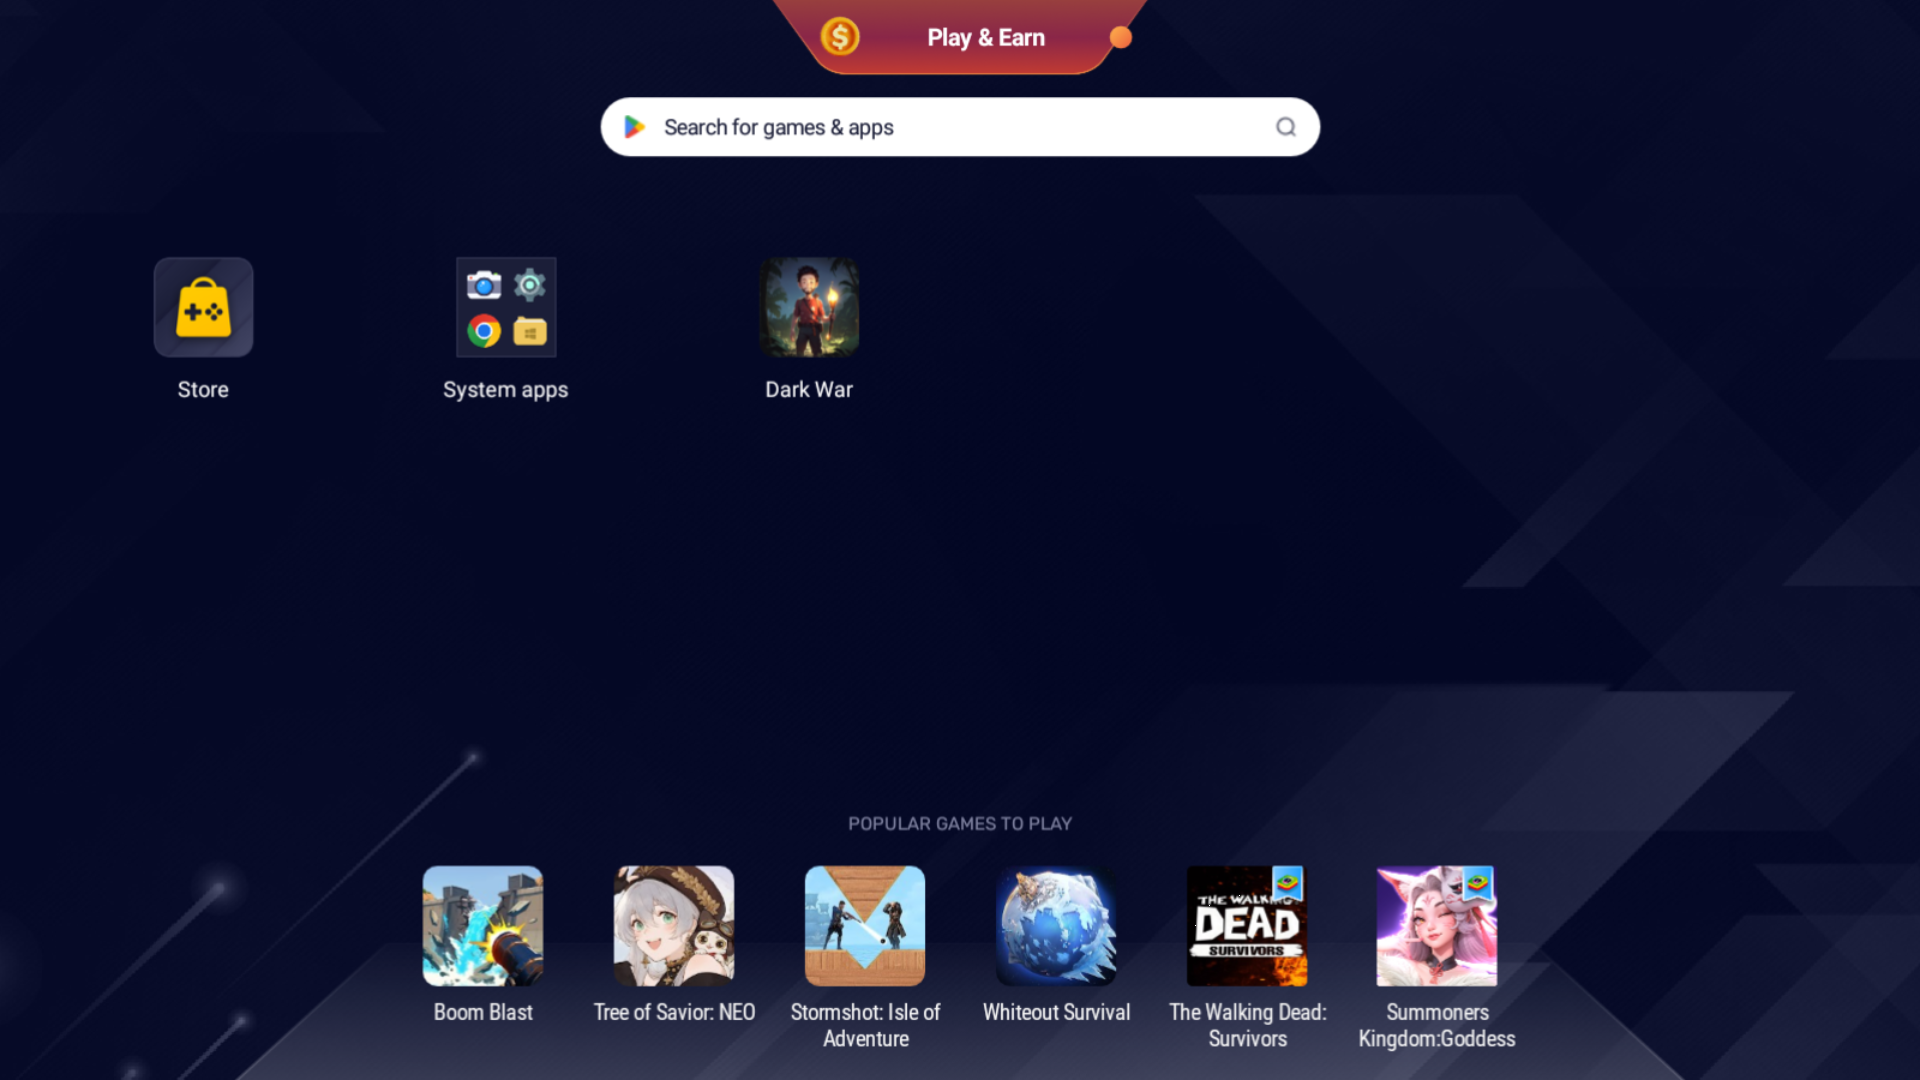 Play & Earn
Search for games & apps
Store
System apps
Dark War
POPULAR GAMES TO PLAY
THE WALKING
DEAD
SURVIVORS
Boom Blast
Tree of Savior: NEO
Stormshot: Isle of
Adventure
Whiteout Survival
The Walking Dead:
Survivors
Summoners
Kingdom:Goddess